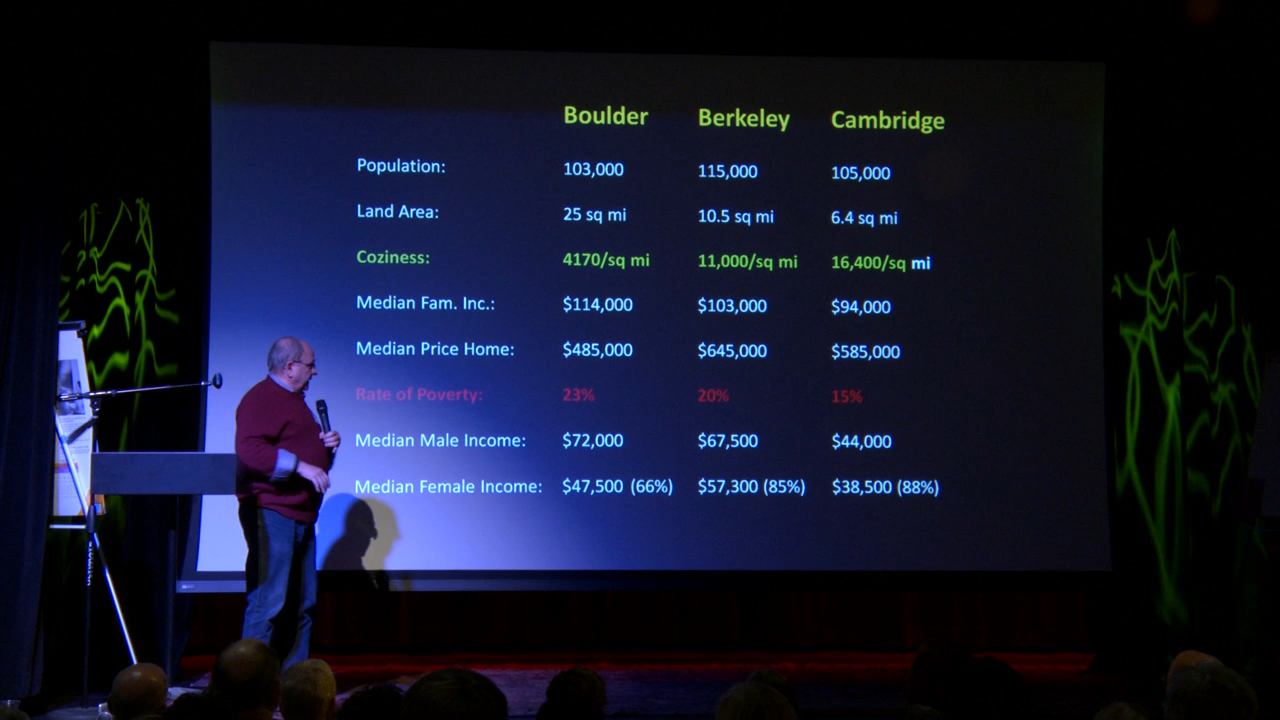 Boulder Berkeley Cambridge
Population: 103,000 115,000 105,000
Land Area: 25 sq mi 10.5 sq mi 6.4 sq mi
Coziness: 4170/sq mi 11,000/sq mi 16,400/sq mi
Median Fam. Inc.: $114,000 $103,000 $94,000
Median Price Home: $485,000 $645,000 $585,000
Rate of Poverty: 23% 20% 15%
Median Male Income: $72,000 $67,500 $44,000
Median Female Income: $47,500 (66%) $57,300 (85%) $38,500 (88%)